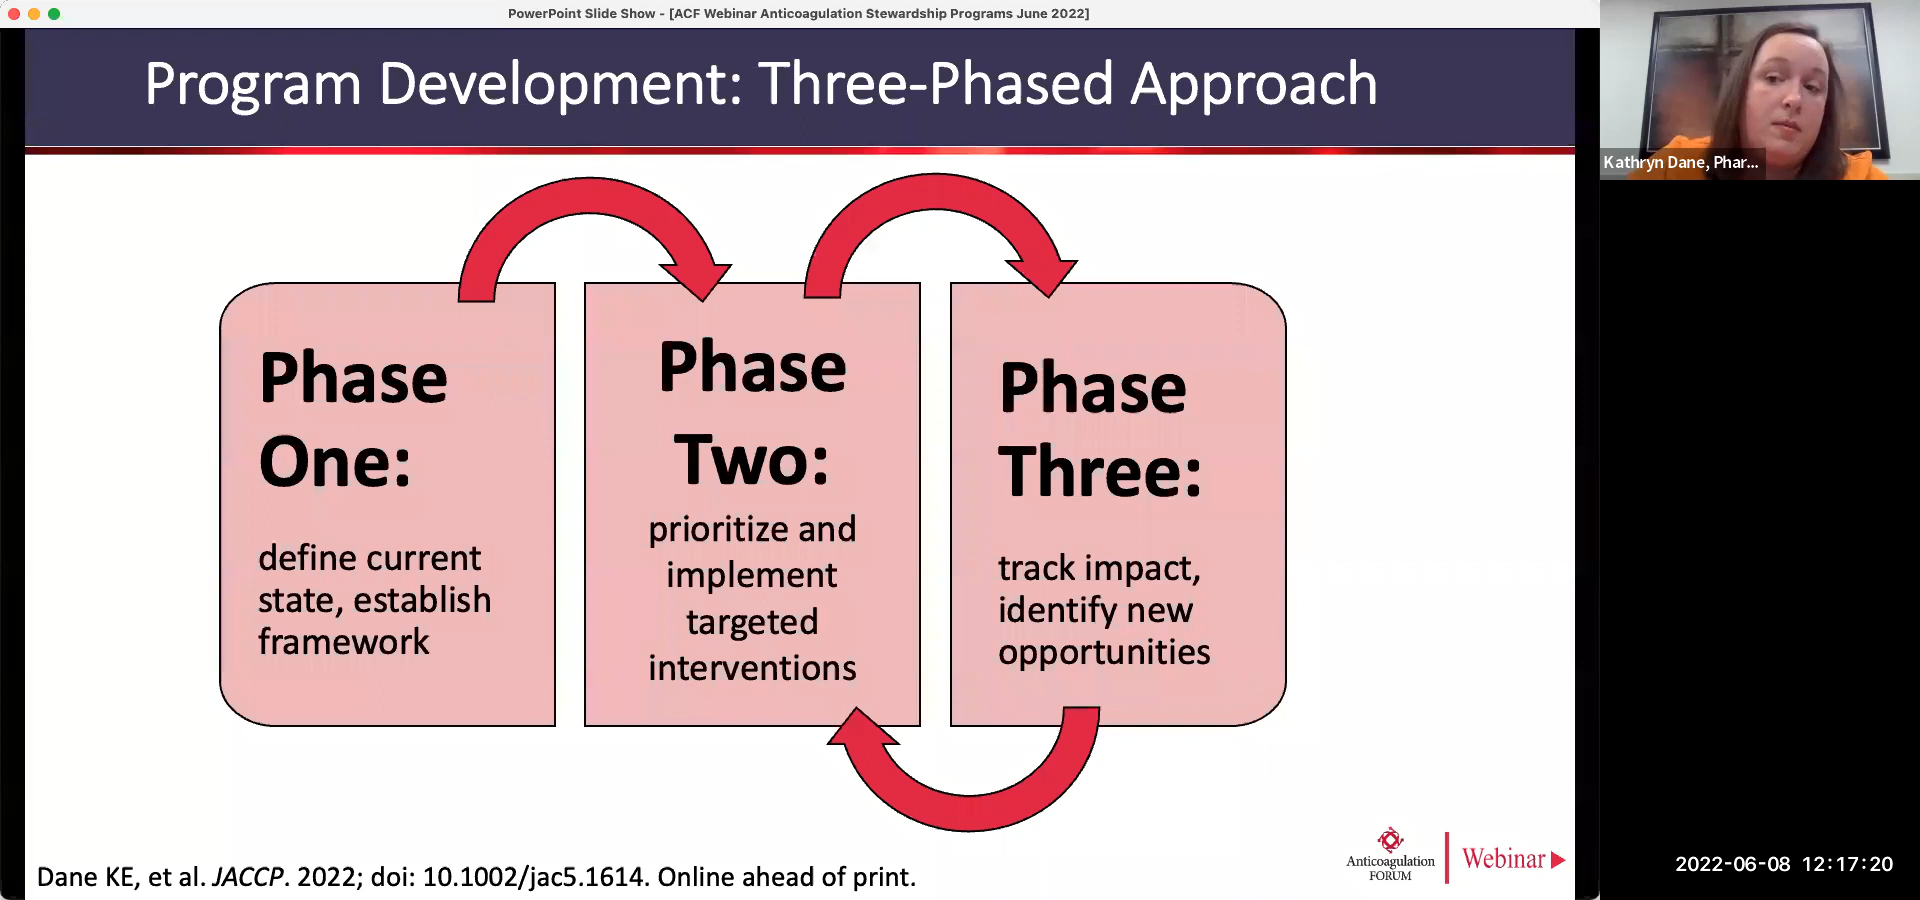 PowerPoint Slide Show - [ACF Webinar Anticoagulation Stewardship Programs June 2022]
Program Development: Three-Phased Approach
Phase
One:
define current
state, establish
framework
Phase
Two:
prioritize and
implement
targeted
interventions
Phase
Three:
track impact,
identify new
opportunities
Dane KE, et al. JACCP. 2022; doi: 10.1002/jac5.1614. Online ahead of print.
Anticoagulation
FORUM
Webinar
Kathryn Dane, Phar...
2022-06-08 12:17:20